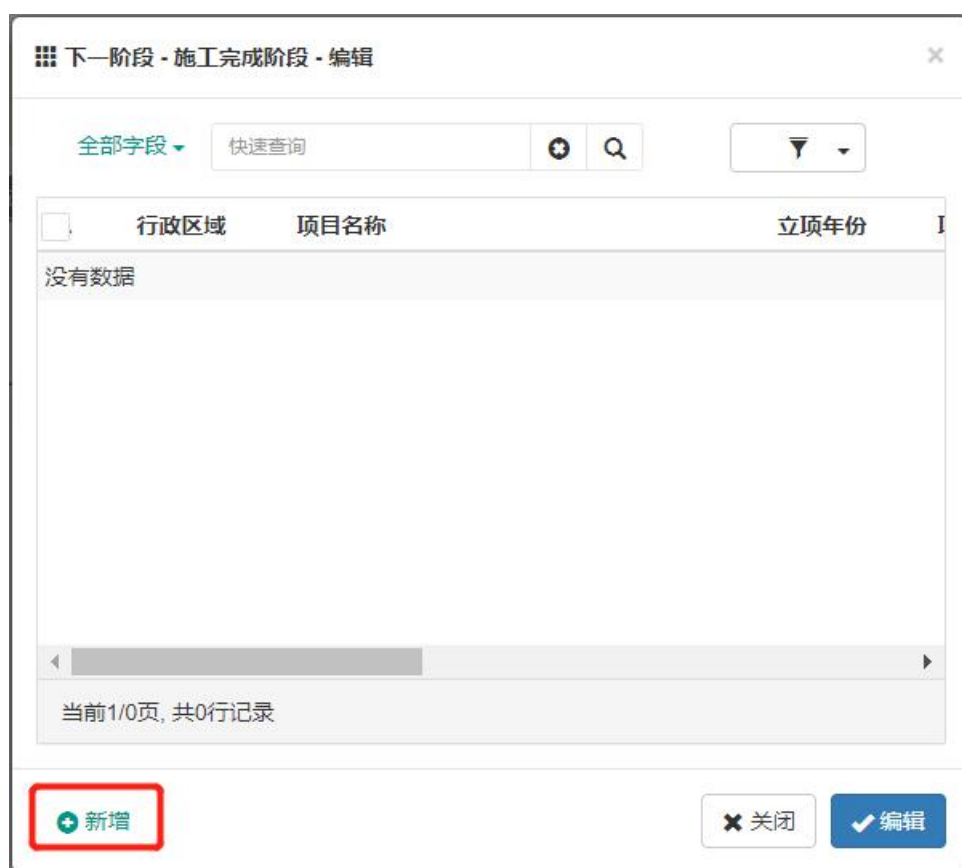 下一阶段 - 施工完成阶段 - 编辑
全部字段 快速查询
行政区域 项目名称 立项年份
没有数据
当前1/0页, 共0行记录
新增 关闭 编辑